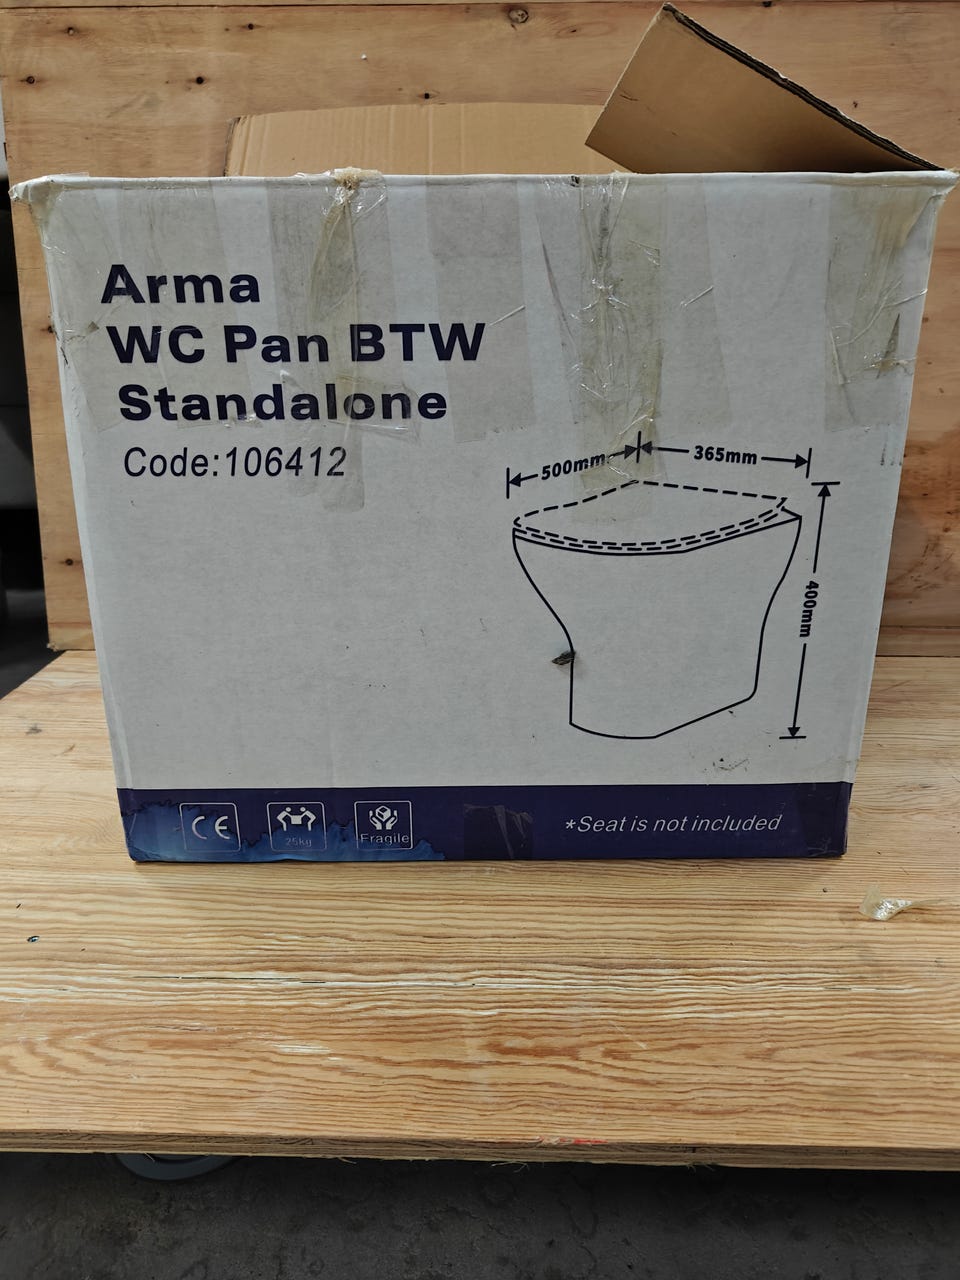 Arma
WC Pan BTW
Standalone
Code:106412
500mm
365mm
400mm
CE
25kg
Fragile
*Seat is not included